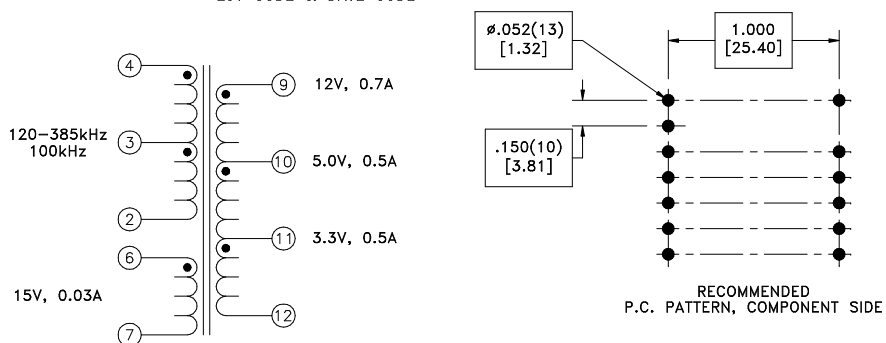 4
120-385kHz
100kHz
3
2
6
15V, 0.03A
7
9
12V, 0.7A
10
5.0V, 0.5A
11
3.3V, 0.5A
12
ø.052(13)
[1.32]
1.000
[25.40]
.150(10)
[3.81]
RECOMMENDED
P.C. PATTERN, COMPONENT SIDE